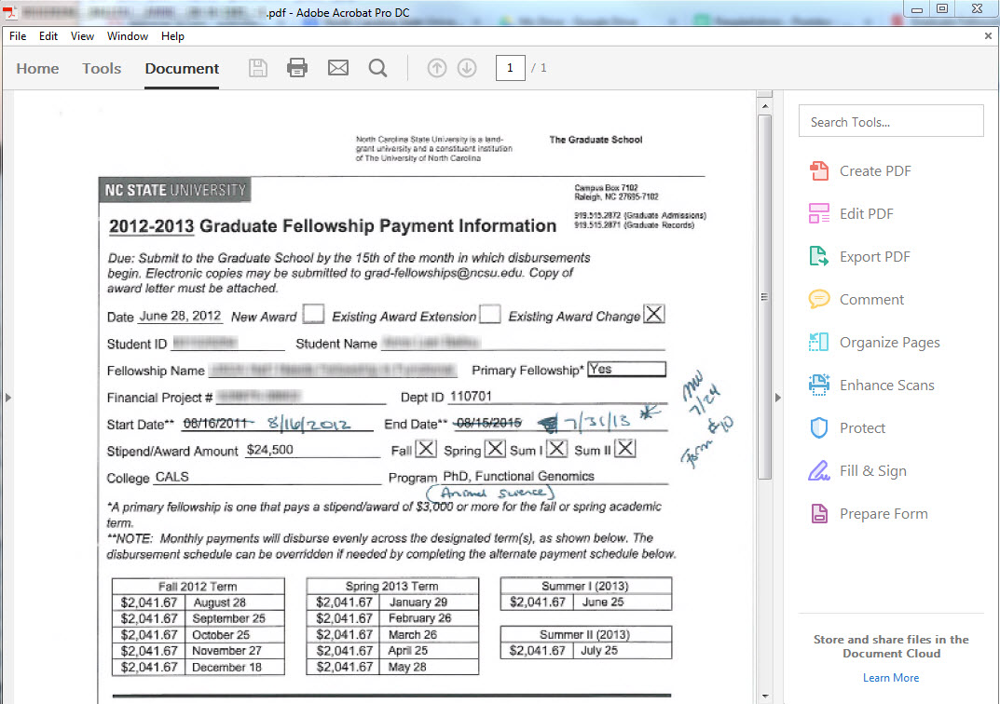 .pdf - Adobe Acrobat Pro DC
File Edit View Window Help
Home Tools Document 1 / 1
North Carolina State University is a land-
grant university and a constituent institution
of The University of North Carolina
The Graduate School
NC STATE UNIVERSITY
Campus Box 7102
Raleigh, NC 27695-7102
919.515.2872 (Graduate Admissions)
919.515.2871 (Graduate Records)
2012-2013 Graduate Fellowship Payment Information
Due: Submit to the Graduate School by the 15th of the month in which disbursements
begin. Electronic copies may be submitted to grad-fellowships@ncsu.edu. Copy of
award letter must be attached.
Date June 28, 2012 New Award Existing Award Extension Existing Award Change X
Student ID Student Name
Fellowship Name Primary Fellowship* Yes
Financial Project # Dept ID 110701
Start Date** 08/16/2011 8/16/2012 End Date** 08/15/2015 7/31/13 *
MW
7/24
Form #10
Stipend/Award Amount $24,500 Fall X Spring X Sum I X Sum II X
College CALS Program PhD, Functional Genomics
(Animal Science)
*A primary fellowship is one that pays a stipend/award of $3,000 or more for the fall or spring academic
term.
**NOTE: Monthly payments will disburse evenly across the designated term(s), as shown below. The
disbursement schedule can be overridden if needed by completing the alternate payment schedule below.
Fall 2012 Term
$2,041.67 August 28
$2,041.67 September 25
$2,041.67 October 25
$2,041.67 November 27
$2,041.67 December 18
Spring 2013 Term
$2,041.67 January 29
$2,041.67 February 26
$2,041.67 March 26
$2,041.67 April 25
$2,041.67 May 28
Summer I (2013)
$2,041.67 June 25
Summer II (2013)
$2,041.67 July 25
Search Tools...
Create PDF
Edit PDF
Export PDF
Comment
Organize Pages
Enhance Scans
Protect
Fill & Sign
Prepare Form
Store and share files in the
Document Cloud
Learn More